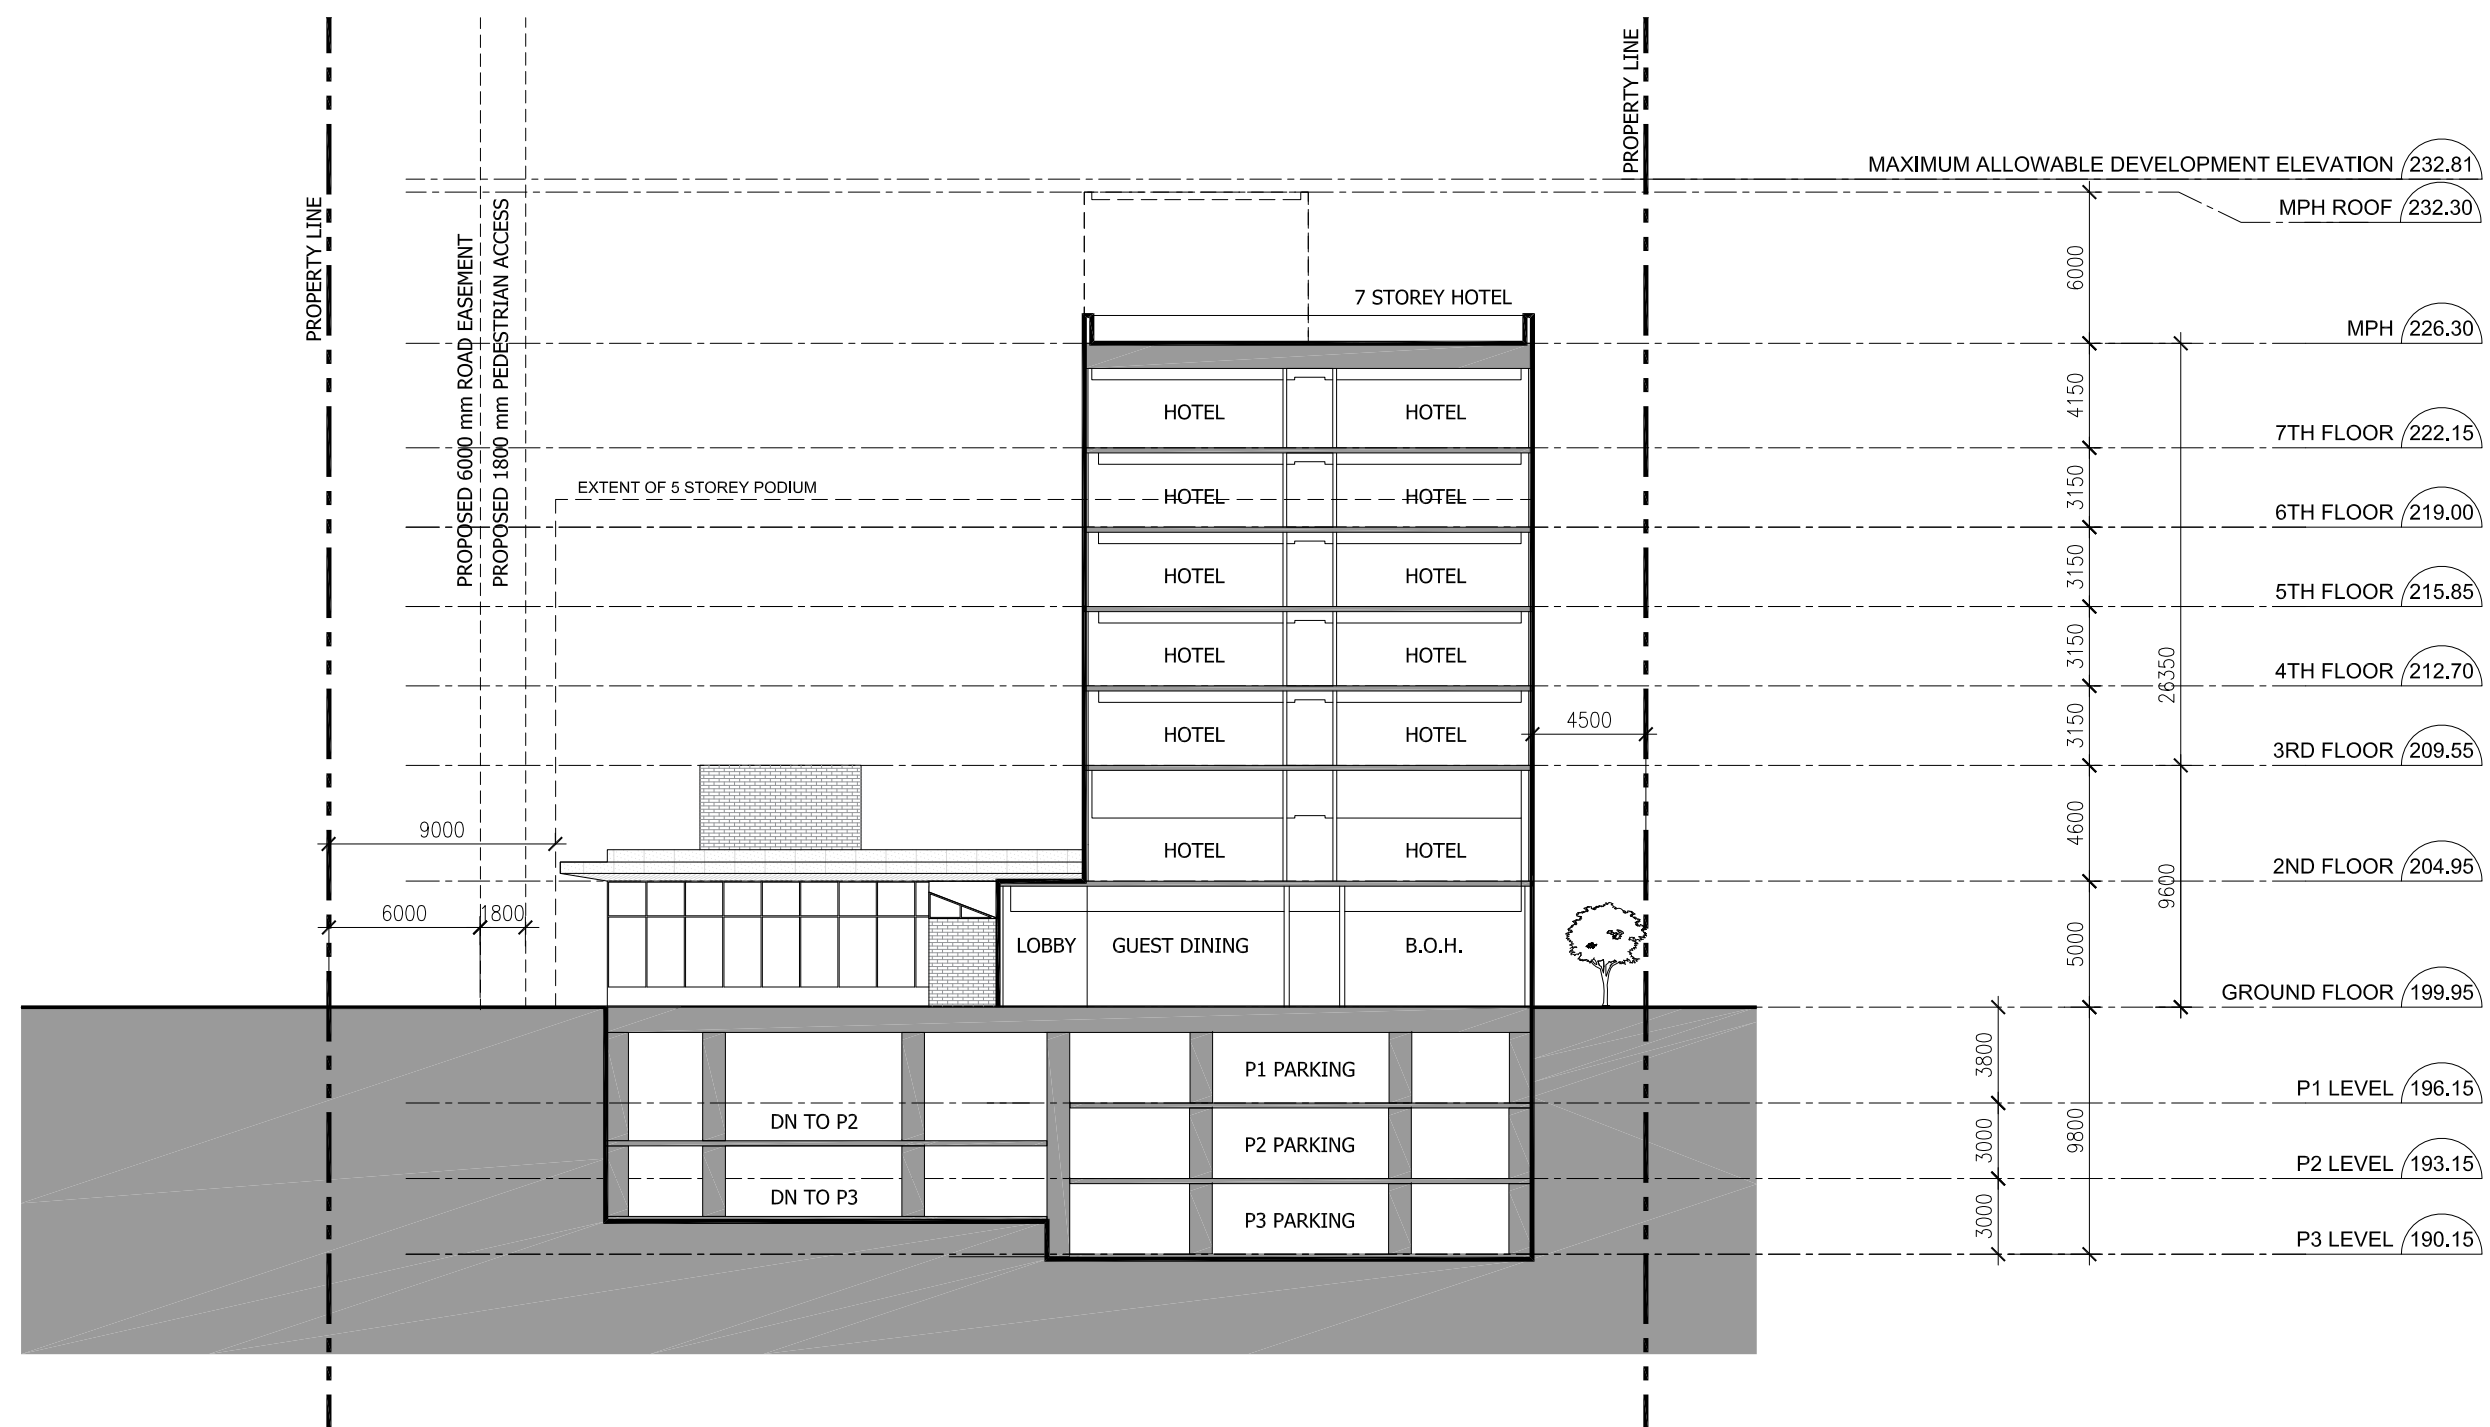 PROPERTY LINE
PROPOSED 6000 mm ROAD EASEMENT
PROPOSED 1800 mm PEDESTRIAN ACCESS
PROPERTY LINE
MAXIMUM ALLOWABLE DEVELOPMENT ELEVATION 232.81
MPH ROOF 232.30
6000
7 STOREY HOTEL
MPH 226.30
4150
HOTEL HOTEL
7TH FLOOR 222.15
3150
EXTENT OF 5 STOREY PODIUM
HOTEL HOTEL
6TH FLOOR 219.00
3150
HOTEL HOTEL
5TH FLOOR 215.85
3150
HOTEL HOTEL
4TH FLOOR 212.70
26350
3150
4500
HOTEL HOTEL
3RD FLOOR 209.55
4600
9000
HOTEL HOTEL
2ND FLOOR 204.95
9600
6000 1800
5000
LOBBY GUEST DINING B.O.H.
GROUND FLOOR 199.95
3800
P1 PARKING
P1 LEVEL 196.15
DN TO P2
3000
9800
P2 PARKING
P2 LEVEL 193.15
DN TO P3
3000
P3 PARKING
P3 LEVEL 190.15